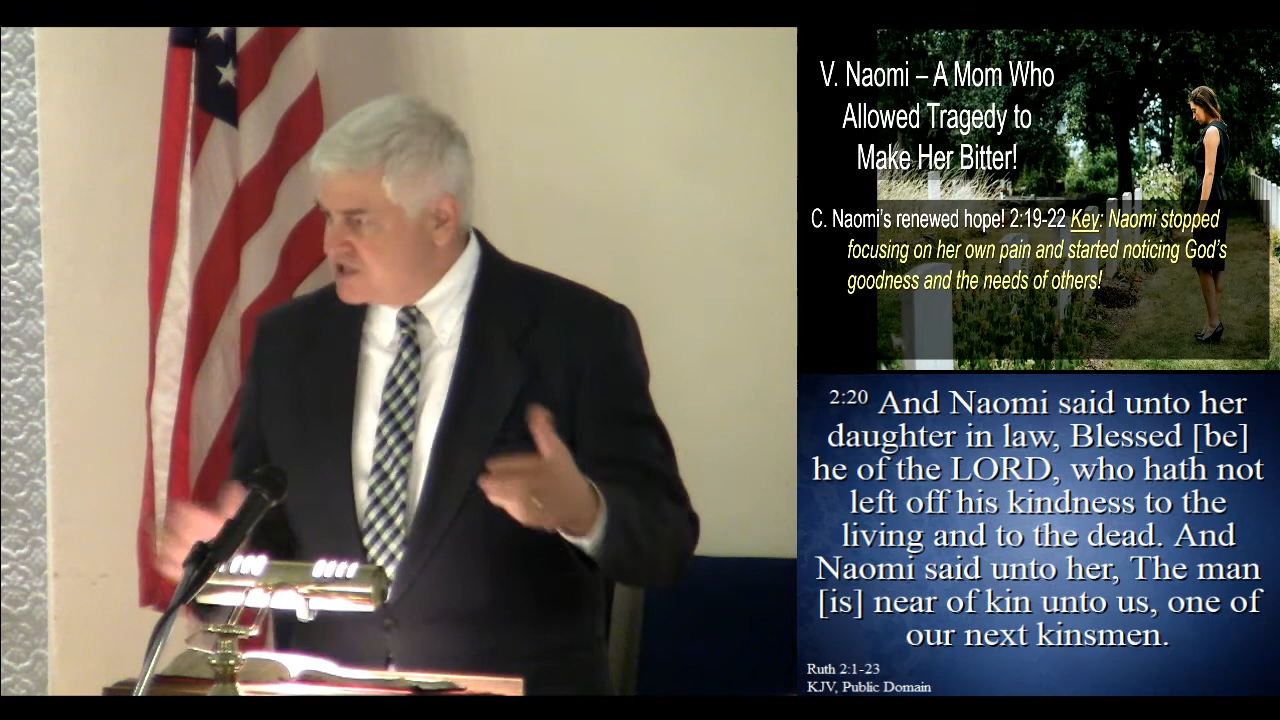 V. Naomi – A Mom Who
Allowed Tragedy to
Make Her Bitter!
C. Naomi's renewed hope! 2:19-22 Key: Naomi stopped
focusing on her own pain and started noticing God's
goodness and the needs of others!
2:20 And Naomi said unto her
daughter in law, Blessed [be]
he of the LORD, who hath not
left off his kindness to the
living and to the dead. And
Naomi said unto her, The man
[is] near of kin unto us, one of
our next kinsmen.
Ruth 2:1-23
KJV, Public Domain